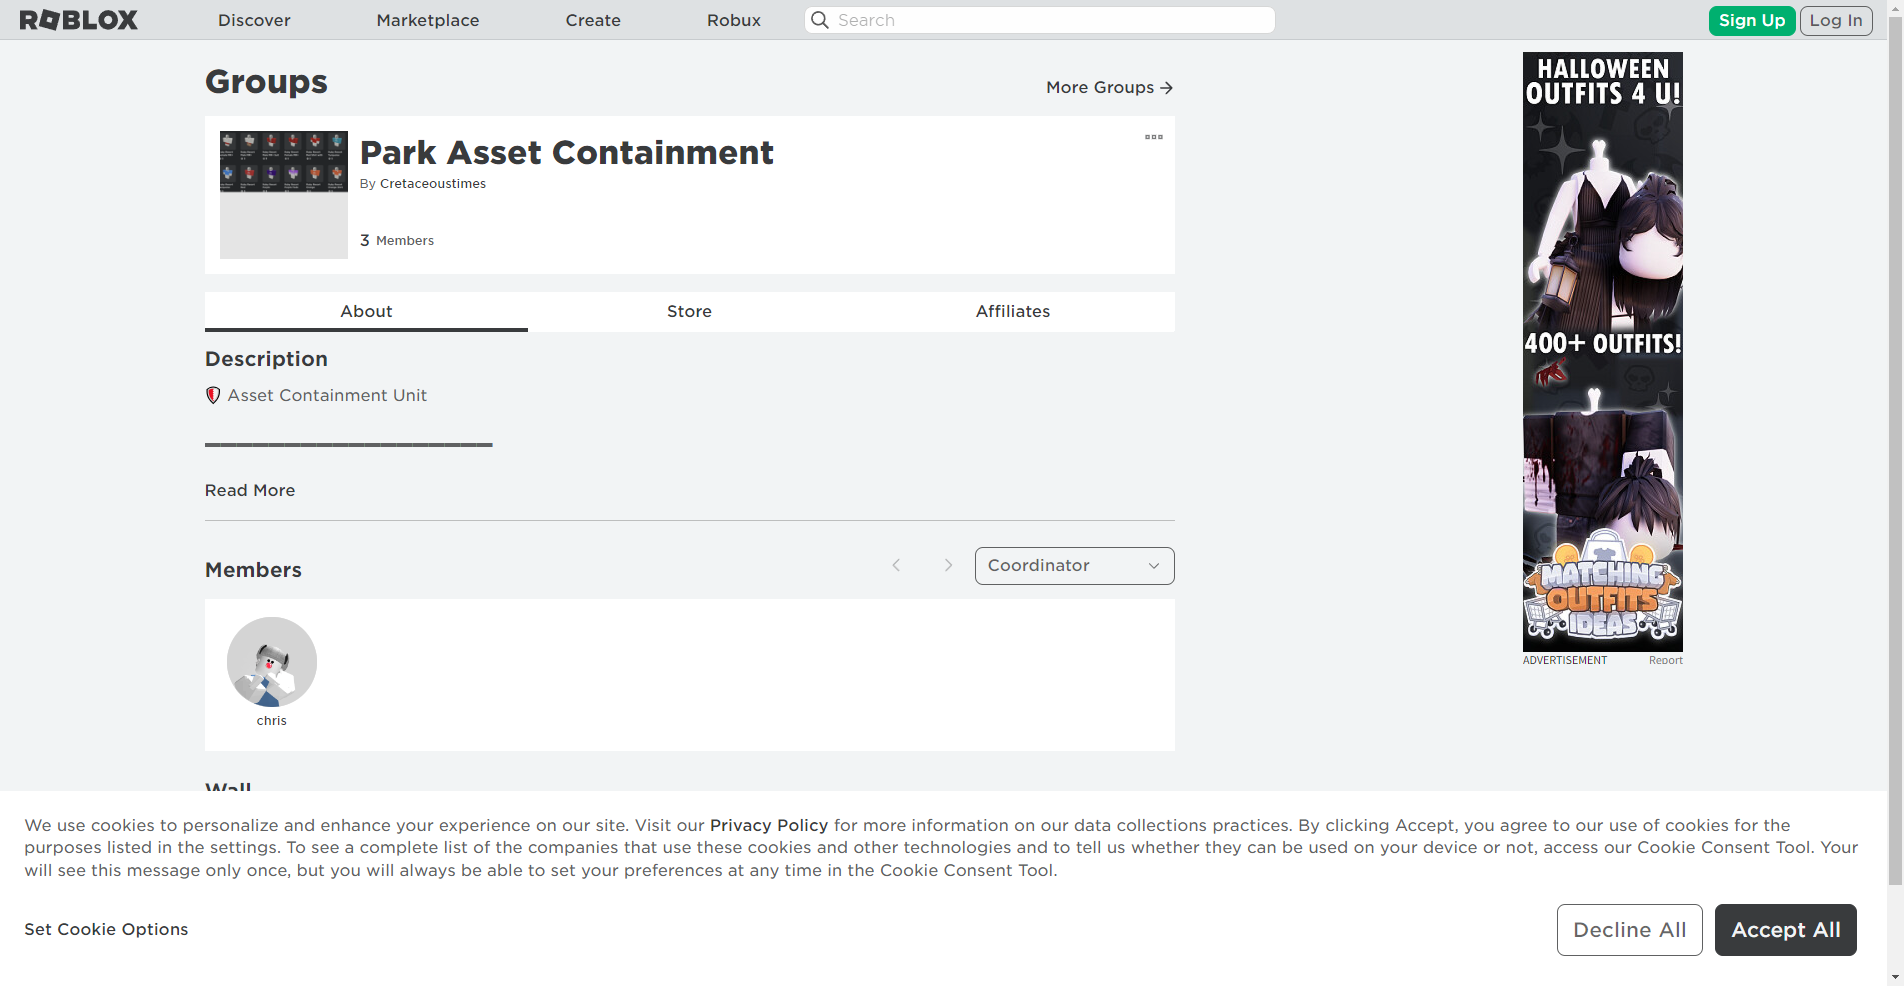 ROBLOX
Discover
Marketplace
Create
Robux
Search
Sign Up
Log In
Groups
More Groups
Park Asset Containment
By Cretaceoustimes
3 Members
About
Store
Affiliates
Description
Asset Containment Unit
Read More
Members
Coordinator
chris
Wall
HALLOWEEN
OUTFITS 4 U!
400+ OUTFITS!
MATCHING
OUTFITS
IDEAS
ADVERTISEMENT
Report
We use cookies to personalize and enhance your experience on our site. Visit our Privacy Policy for more information on our data collections practices. By clicking Accept, you agree to our use of cookies for the
purposes listed in the settings. To see a complete list of the companies that use these cookies and other technologies and to tell us whether they can be used on your device or not, access our Cookie Consent Tool. Your
will see this message only once, but you will always be able to set your preferences at any time in the Cookie Consent Tool.
Set Cookie Options
Decline All
Accept All